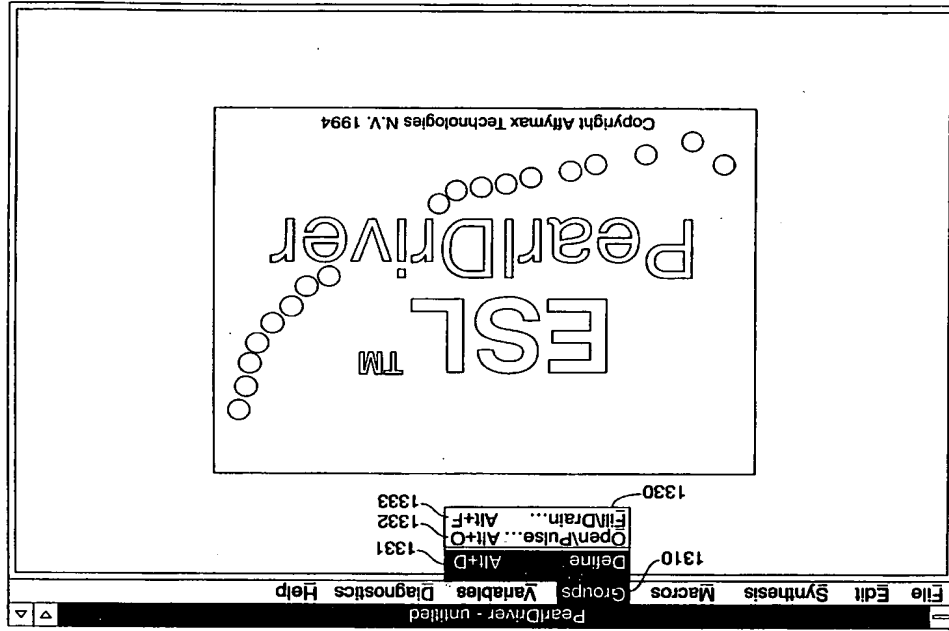 PearlDriver - untitled
File Edit Synthesis Macros Groups Variables Diagnostics Help
1310
Define Alt+D 1331
Open\Pulse... Alt+O 1332
Fill\Drain... Alt+F 1333
1330
ESL TM
PearlDriver
Copyright Affymax Technologies N.V. 1994